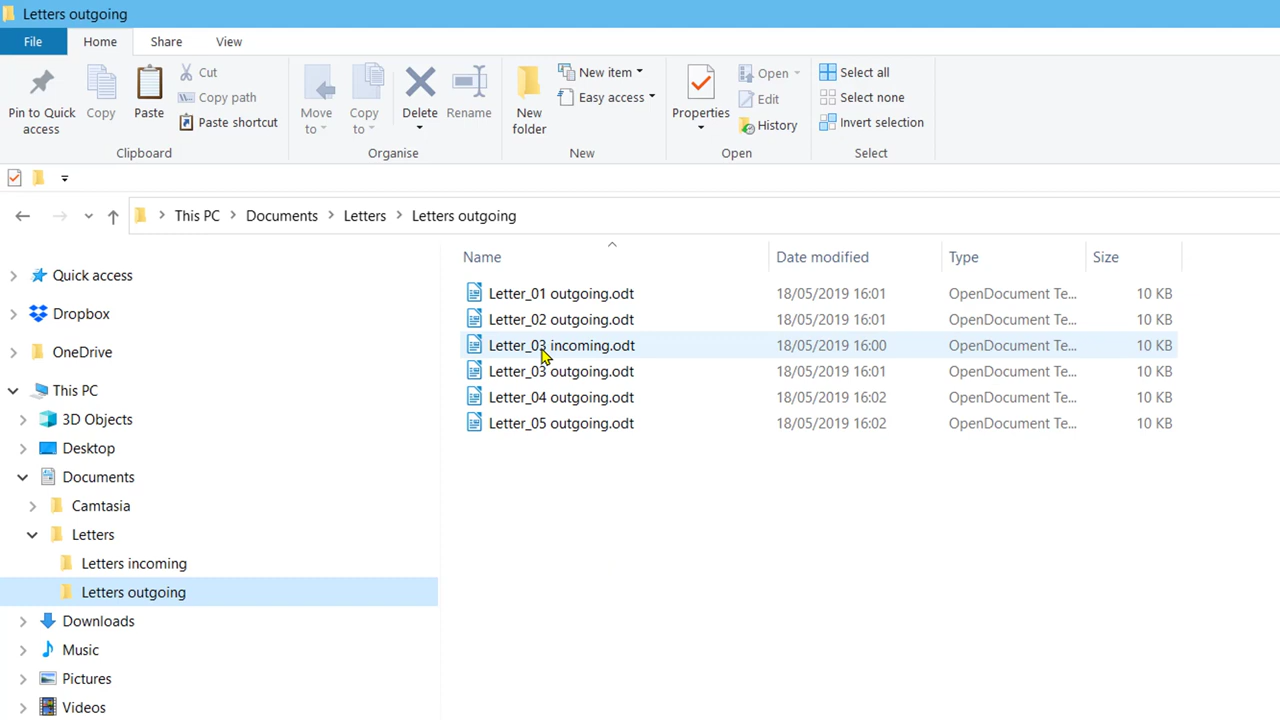 Letters outgoing
File Home Share View
Pin to Quick access
Copy
Paste
Cut
Copy path
Paste shortcut
Clipboard
Move to
Copy to
Delete
Rename
Organise
New folder
New item
Easy access
New
Properties
Open
Edit
History
Open
Select all
Select none
Invert selection
Select
This PC Documents Letters Letters outgoing
Quick access
Dropbox
OneDrive
This PC
3D Objects
Desktop
Documents
Camtasia
Letters
Letters incoming
Letters outgoing
Downloads
Music
Pictures
Videos
Name Date modified Type Size
Letter_01 outgoing.odt 18/05/2019 16:01 OpenDocument Te... 10 KB
Letter_02 outgoing.odt 18/05/2019 16:01 OpenDocument Te... 10 KB
Letter_03 incoming.odt 18/05/2019 16:00 OpenDocument Te... 10 KB
Letter_03 outgoing.odt 18/05/2019 16:01 OpenDocument Te... 10 KB
Letter_04 outgoing.odt 18/05/2019 16:02 OpenDocument Te... 10 KB
Letter_05 outgoing.odt 18/05/2019 16:02 OpenDocument Te... 10 KB